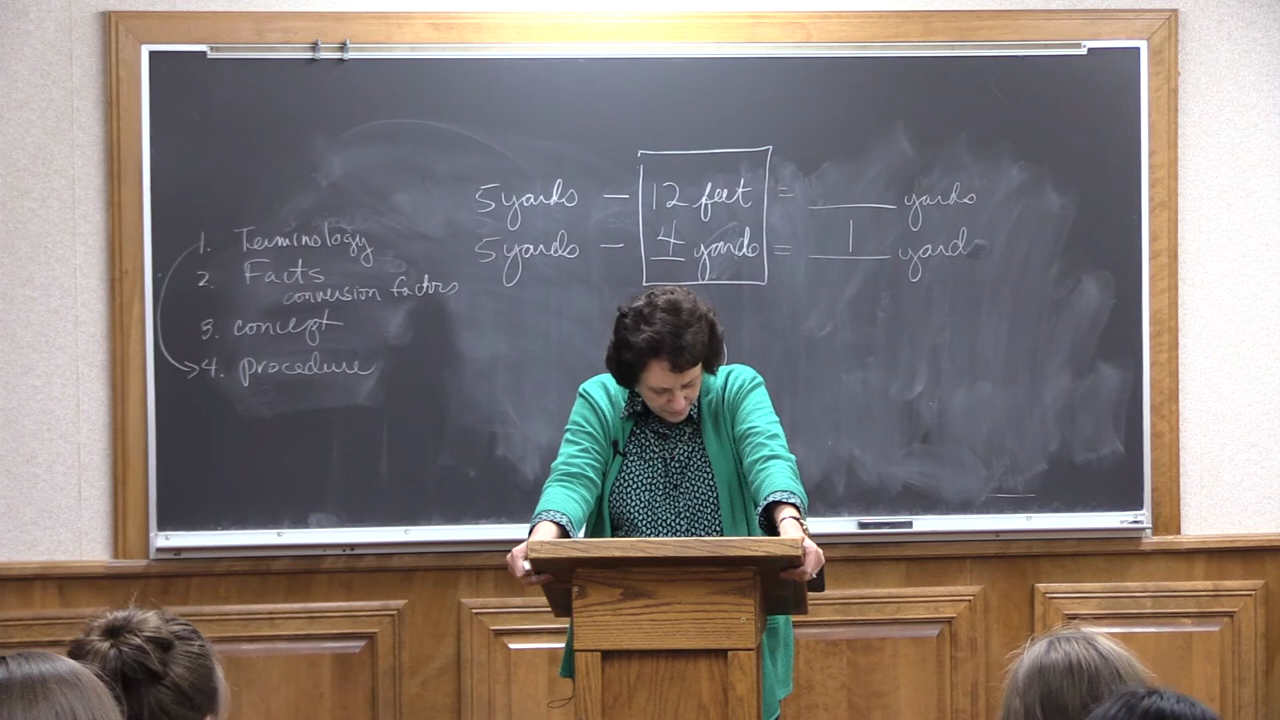 5 yards – 12 feet = ___ yards
5 yards – 4 yards = 1 yard
1. Terminology
2. Facts
conversion factors
3. concept
4. procedure